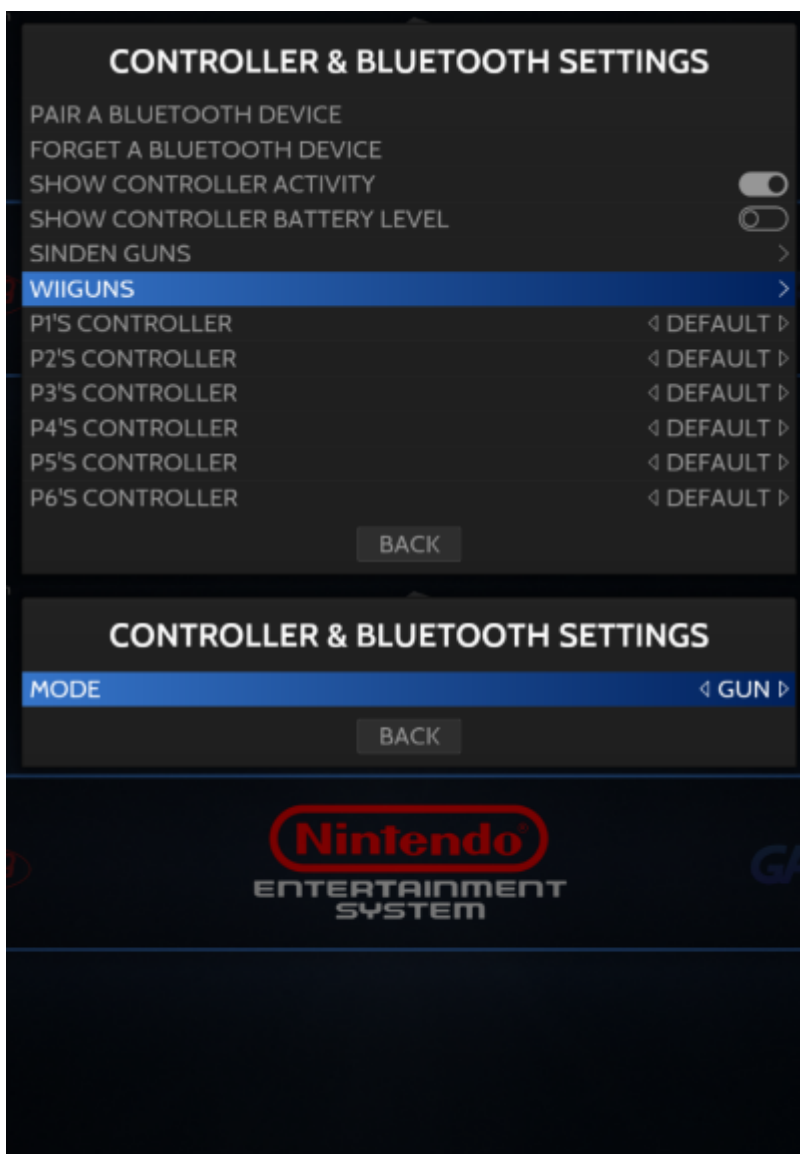 CONTROLLER & BLUETOOTH SETTINGS
PAIR A BLUETOOTH DEVICE
FORGET A BLUETOOTH DEVICE
SHOW CONTROLLER ACTIVITY
SHOW CONTROLLER BATTERY LEVEL
SINDEN GUNS
WIIGUNS
P1'S CONTROLLER DEFAULT
P2'S CONTROLLER DEFAULT
P3'S CONTROLLER DEFAULT
P4'S CONTROLLER DEFAULT
P5'S CONTROLLER DEFAULT
P6'S CONTROLLER DEFAULT
BACK
CONTROLLER & BLUETOOTH SETTINGS
MODE GUN
BACK
Nintendo®
ENTERTAINMENT
SYSTEM